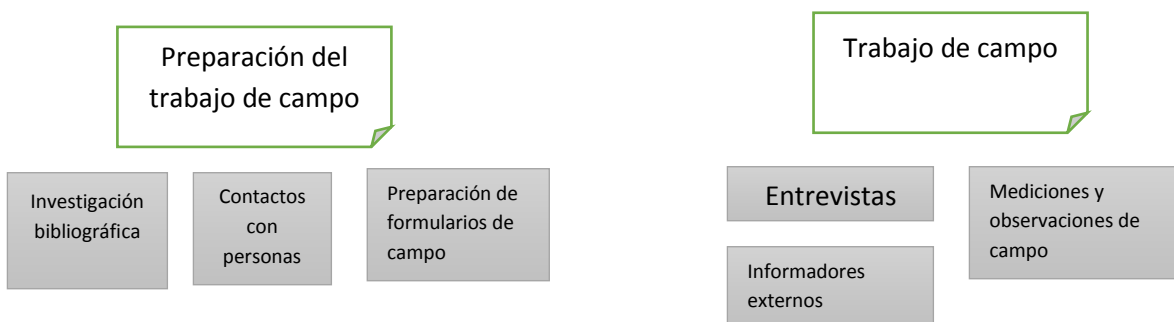 Preparación del
trabajo de campo
Investigación
bibliográfica
Contactos
con
personas
Preparación de
formularios de
campo
Trabajo de campo
Entrevistas
Informadores
externos
Mediciones y
observaciones de
campo